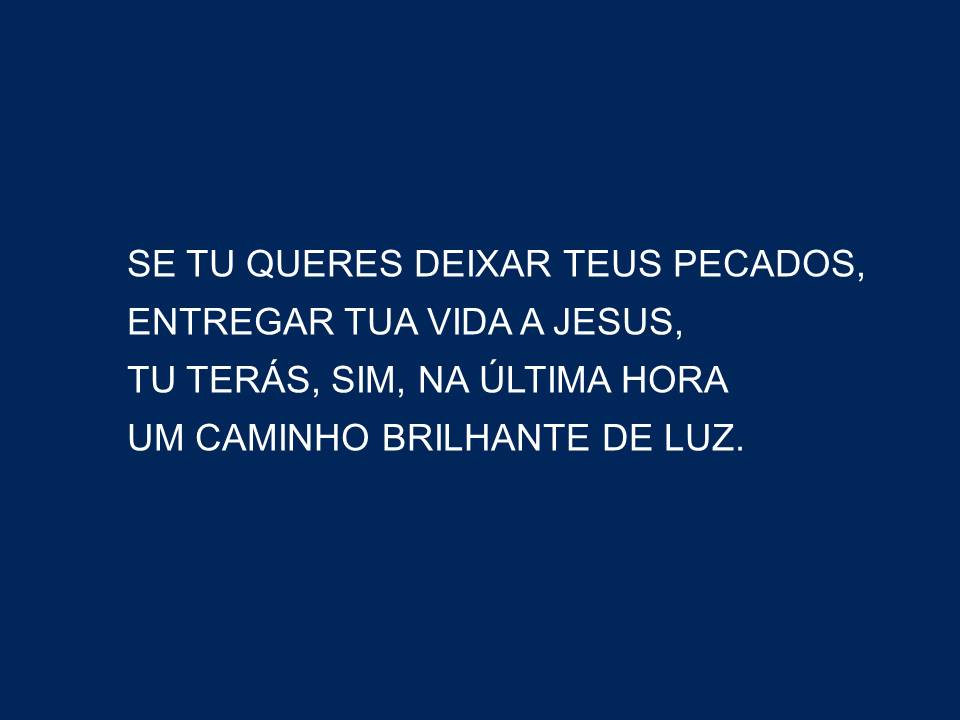 SE TU QUERES DEIXAR TEUS PECADOS,
ENTREGAR TUA VIDA A JESUS,
TU TERÁS, SIM, NA ÚLTIMA HORA
UM CAMINHO BRILHANTE DE LUZ.